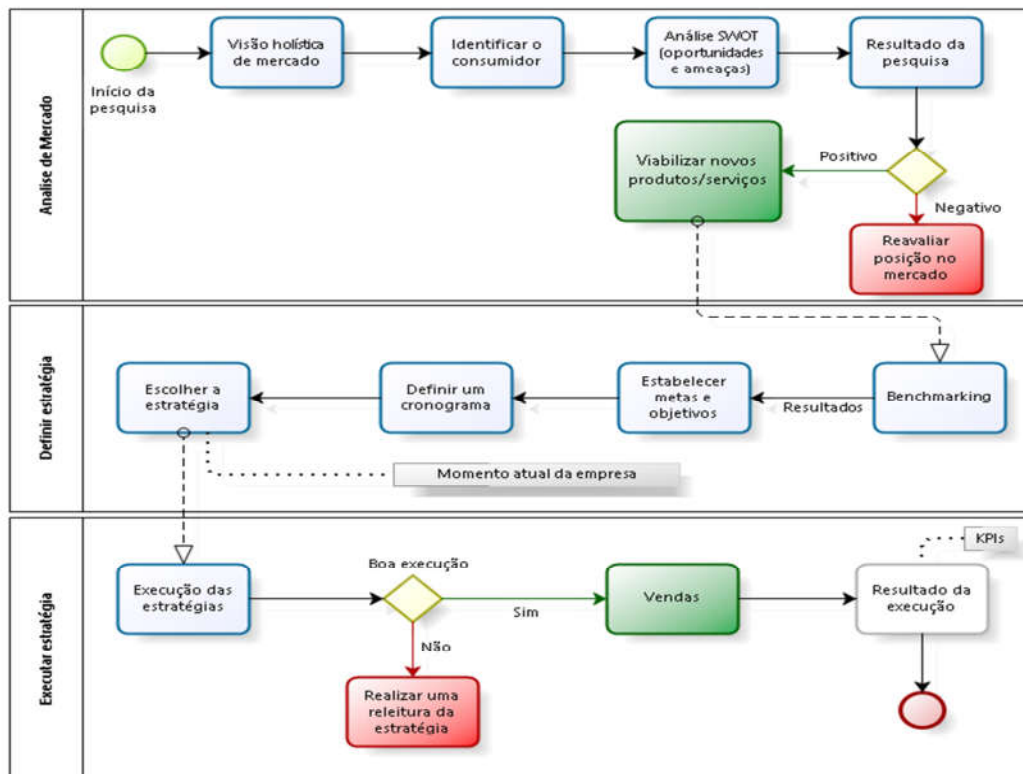 Analise de Mercado
Início da
pesquisa
Visão holística
de mercado
Identificar o
consumidor
Análise SWOT
(oportunidades
e ameaças)
Resultado da
pesquisa
Positivo
Viabilizar novos
produtos/serviços
Negativo
Reavaliar
posição no
mercado
Definir estratégia
Benchmarking
Resultados
Estabelecer
metas e
objetivos
Definir um
cronograma
Escolher a
estratégia
Momento atual da empresa
Executar estratégia
Execução das
estratégias
Boa execução
Sim
Não
Realizar uma
releitura da
estratégia
Vendas
KPIs
Resultado da
execução